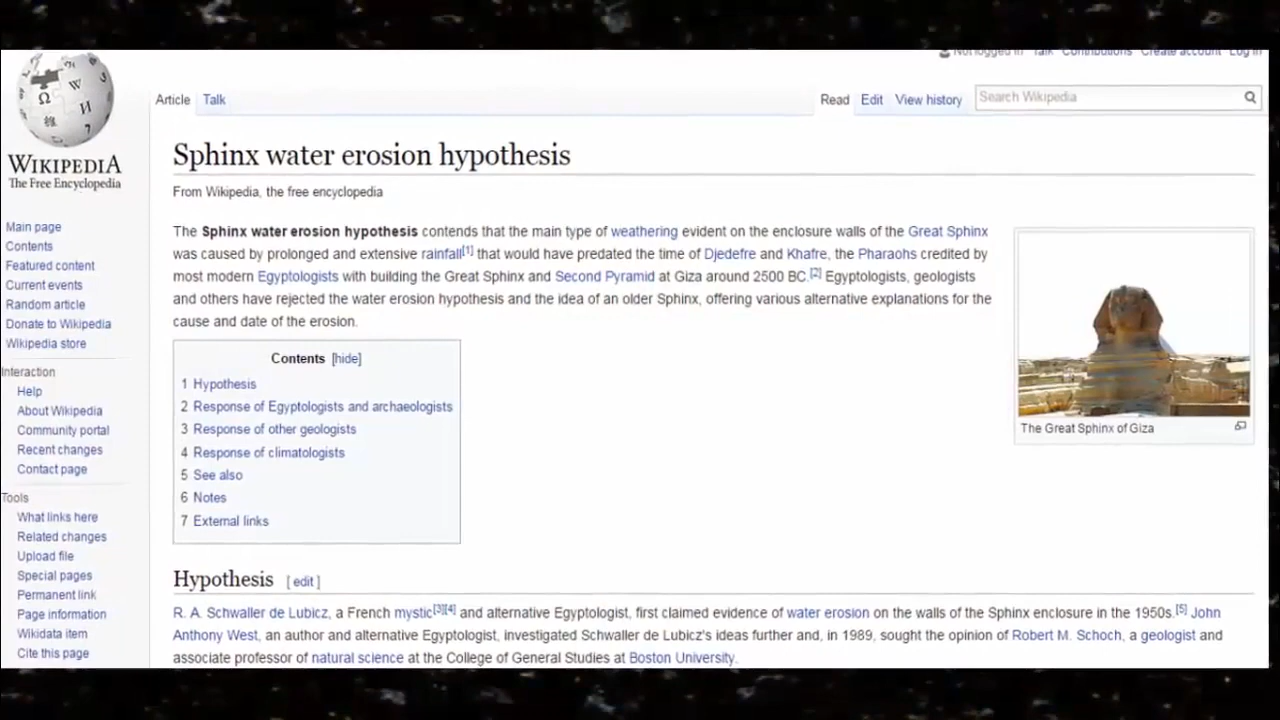 Not logged in Talk Contributions Create account Log in
Article Talk Read Edit View history Search Wikipedia
WIKIPEDIA
The Free Encyclopedia
Main page
Contents
Featured content
Current events
Random article
Donate to Wikipedia
Wikipedia store
Interaction
Help
About Wikipedia
Community portal
Recent changes
Contact page
Tools
What links here
Related changes
Upload file
Special pages
Permanent link
Page information
Wikidata item
Cite this page
Sphinx water erosion hypothesis
From Wikipedia, the free encyclopedia
The Sphinx water erosion hypothesis contends that the main type of weathering evident on the enclosure walls of the Great Sphinx
was caused by prolonged and extensive rainfall[1] that would have predated the time of Djedefre and Khafre, the Pharaohs credited by
most modern Egyptologists with building the Great Sphinx and Second Pyramid at Giza around 2500 BC.[2] Egyptologists, geologists
and others have rejected the water erosion hypothesis and the idea of an older Sphinx, offering various alternative explanations for the
cause and date of the erosion.
The Great Sphinx of Giza
Contents [hide]
1 Hypothesis
2 Response of Egyptologists and archaeologists
3 Response of other geologists
4 Response of climatologists
5 See also
6 Notes
7 External links
Hypothesis [ edit ]
R. A. Schwaller de Lubicz, a French mystic[3][4] and alternative Egyptologist, first claimed evidence of water erosion on the walls of the Sphinx enclosure in the 1950s.[5] John
Anthony West, an author and alternative Egyptologist, investigated Schwaller de Lubicz's ideas further and, in 1989, sought the opinion of Robert M. Schoch, a geologist and
associate professor of natural science at the College of General Studies at Boston University.